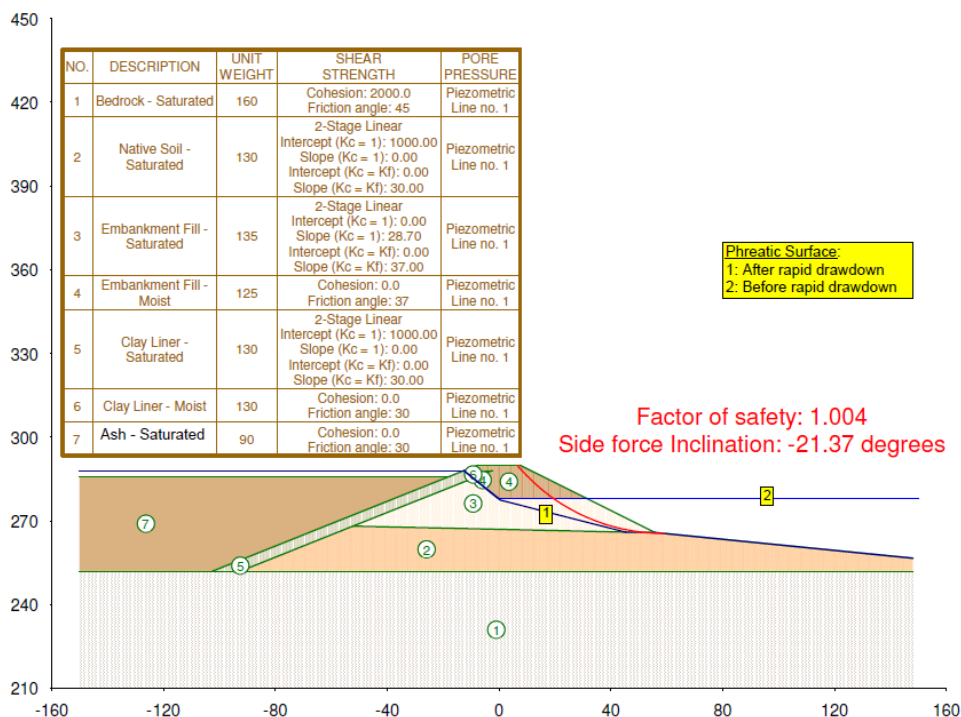 450
420
390
360
330
300
270
240
210
NO. DESCRIPTION UNIT WEIGHT SHEAR STRENGTH PORE PRESSURE
1 Bedrock - Saturated 160 Cohesion: 2000.0 Friction angle: 45 Piezometric Line no. 1
2 Native Soil - Saturated 130 2-Stage Linear Intercept (Kc = 1): 1000.00 Slope (Kc = 1): 0.00 Intercept (Kc = Kf): 0.00 Slope (Kc = Kf): 30.00 Piezometric Line no. 1
3 Embankment Fill - Saturated 135 2-Stage Linear Intercept (Kc = 1): 0.00 Slope (Kc = 1): 28.70 Intercept (Kc = Kf): 0.00 Slope (Kc = Kf): 37.00 Piezometric Line no. 1
4 Embankment Fill - Moist 125 Cohesion: 0.0 Friction angle: 37 Piezometric Line no. 1
5 Clay Liner - Saturated 130 2-Stage Linear Intercept (Kc = 1): 1000.00 Slope (Kc = 1): 0.00 Intercept (Kc = Kf): 0.00 Slope (Kc = Kf): 30.00 Piezometric Line no. 1
6 Clay Liner - Moist 130 Cohesion: 0.0 Friction angle: 30 Piezometric Line no. 1
7 Ash - Saturated 90 Cohesion: 0.0 Friction angle: 30 Piezometric Line no. 1
Phreatic Surface:
1: After rapid drawdown
2: Before rapid drawdown
Factor of safety: 1.004
Side force Inclination: -21.37 degrees
6
4
4
2
3
1
7
2
5
1
-160 -120 -80 -40 0 40 80 120 160